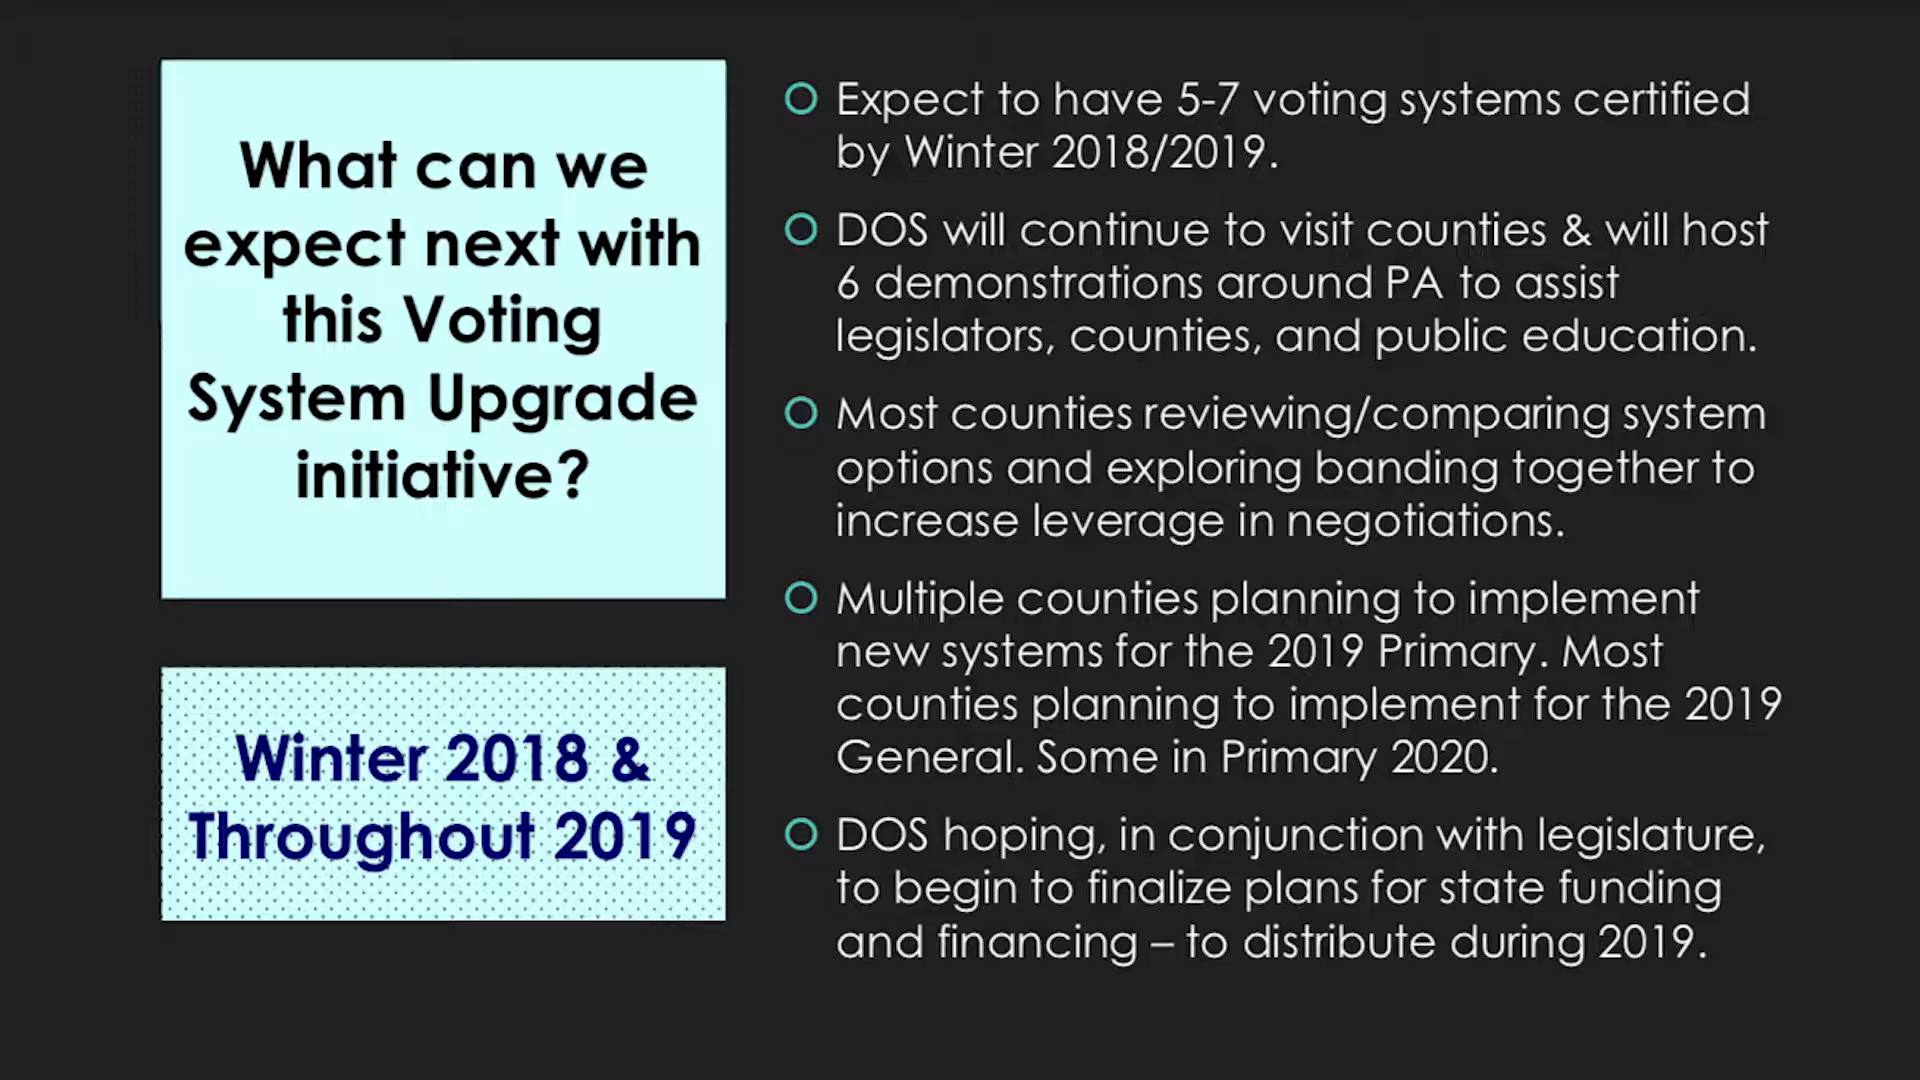 What can we
expect next with
this Voting
System Upgrade
initiative?
Winter 2018 &
Throughout 2019
Expect to have 5-7 voting systems certified
by Winter 2018/2019.
DOS will continue to visit counties & will host
6 demonstrations around PA to assist
legislators, counties, and public education.
Most counties reviewing/comparing system
options and exploring banding together to
increase leverage in negotiations.
Multiple counties planning to implement
new systems for the 2019 Primary. Most
counties planning to implement for the 2019
General. Some in Primary 2020.
DOS hoping, in conjunction with legislature,
to begin to finalize plans for state funding
and financing – to distribute during 2019.